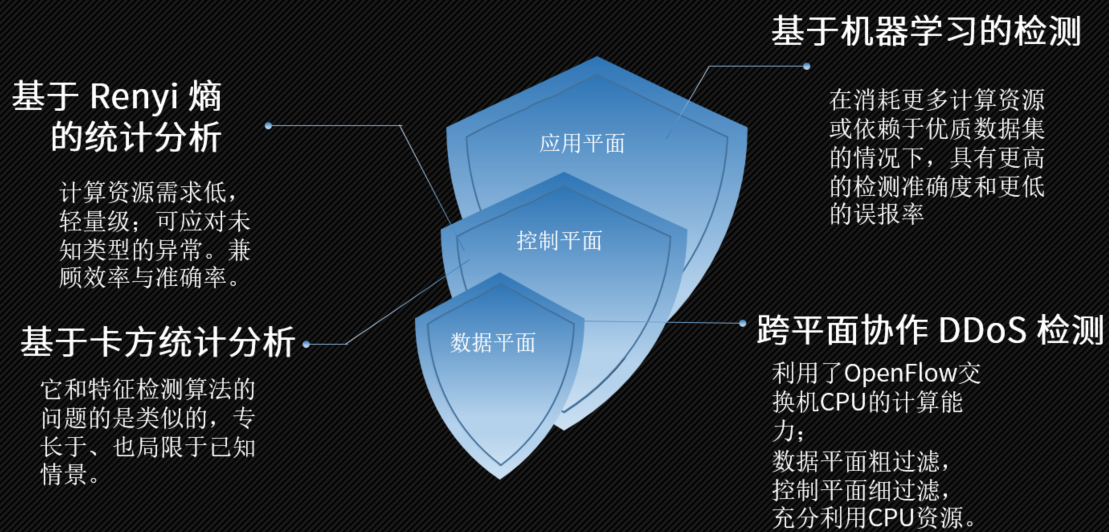 基于机器学习的检测
在消耗更多计算资源
或依赖于优质数据集
的情况下，具有更高
的检测准确度和更低
的误报率
基于 Renyi 熵
的统计分析
计算资源需求低，
轻量级；可应对未
知类型的异常。兼
顾效率与准确率。
应用平面
控制平面
数据平面
基于卡方统计分析
它和特征检测算法的
问题的是类似的，专
长于、也局限于已知
情景。
跨平面协作 DDoS 检测
利用了OpenFlow交
换机CPU的计算能
力；
数据平面粗过滤，
控制平面细过滤，
充分利用CPU资源。